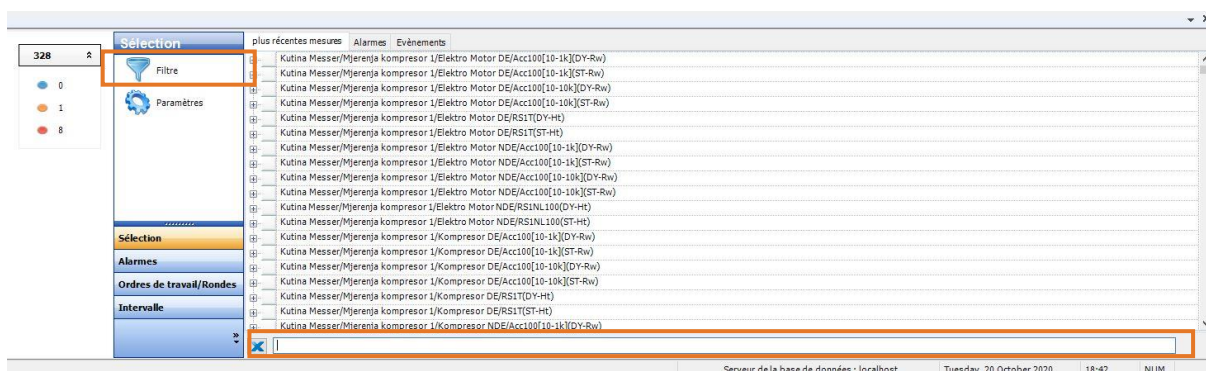 328
0
1
8
Sélection
Filtre
Paramètres
Sélection
Alarmes
Ordres de travail/Rondes
Intervalle
plus récentes mesures Alarmes Evènements
Kutina Messer/Mjerenja kompresor 1/Elektro Motor DE/Acc100[10-1k](DY-Rw)
Kutina Messer/Mjerenja kompresor 1/Elektro Motor DE/Acc100[10-1k](ST-Rw)
Kutina Messer/Mjerenja kompresor 1/Elektro Motor DE/Acc100[10-10k](DY-Rw)
Kutina Messer/Mjerenja kompresor 1/Elektro Motor DE/Acc100[10-10k](ST-Rw)
Kutina Messer/Mjerenja kompresor 1/Elektro Motor DE/RS1T(DY-Ht)
Kutina Messer/Mjerenja kompresor 1/Elektro Motor DE/RS1T(ST-Ht)
Kutina Messer/Mjerenja kompresor 1/Elektro Motor NDE/Acc100[10-1k](DY-Rw)
Kutina Messer/Mjerenja kompresor 1/Elektro Motor NDE/Acc100[10-1k](ST-Rw)
Kutina Messer/Mjerenja kompresor 1/Elektro Motor NDE/Acc100[10-10k](DY-Rw)
Kutina Messer/Mjerenja kompresor 1/Elektro Motor NDE/Acc100[10-10k](ST-Rw)
Kutina Messer/Mjerenja kompresor 1/Elektro Motor NDE/RS1NL100(DY-Ht)
Kutina Messer/Mjerenja kompresor 1/Elektro Motor NDE/RS1NL100(ST-Ht)
Kutina Messer/Mjerenja kompresor 1/Kompresor DE/Acc100[10-1k](DY-Rw)
Kutina Messer/Mjerenja kompresor 1/Kompresor DE/Acc100[10-1k](ST-Rw)
Kutina Messer/Mjerenja kompresor 1/Kompresor DE/Acc100[10-10k](DY-Rw)
Kutina Messer/Mjerenja kompresor 1/Kompresor DE/Acc100[10-10k](ST-Rw)
Kutina Messer/Mjerenja kompresor 1/Kompresor DE/RS1T(DY-Ht)
Kutina Messer/Mjerenja kompresor 1/Kompresor DE/RS1T(ST-Ht)
Kutina Messer/Mjerenja kompresor 1/Kompresor NDE/Acc100[10-1k](DY-Rw)
Serveur de la base de données : localhost Tuesday, 20 October 2020 18:42 NUM